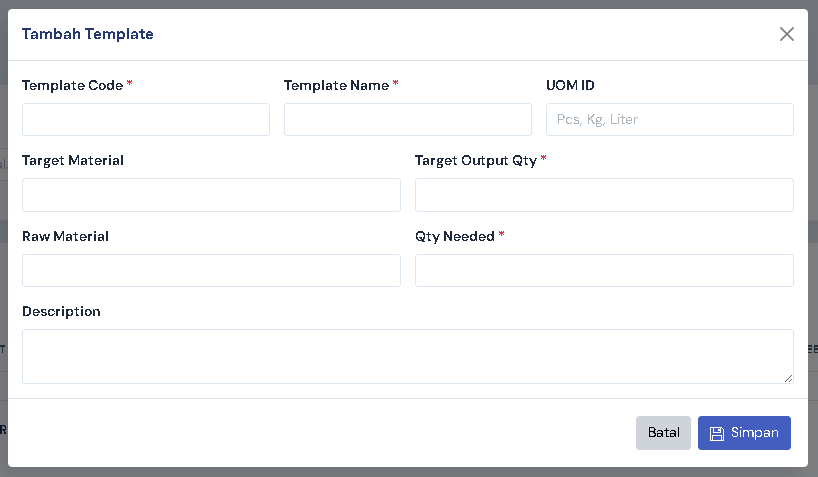 Tambah Template
Template Code * Template Name * UOM ID
Pcs, Kg, Liter
Target Material Target Output Qty *
Raw Material Qty Needed *
Description
Batal Simpan